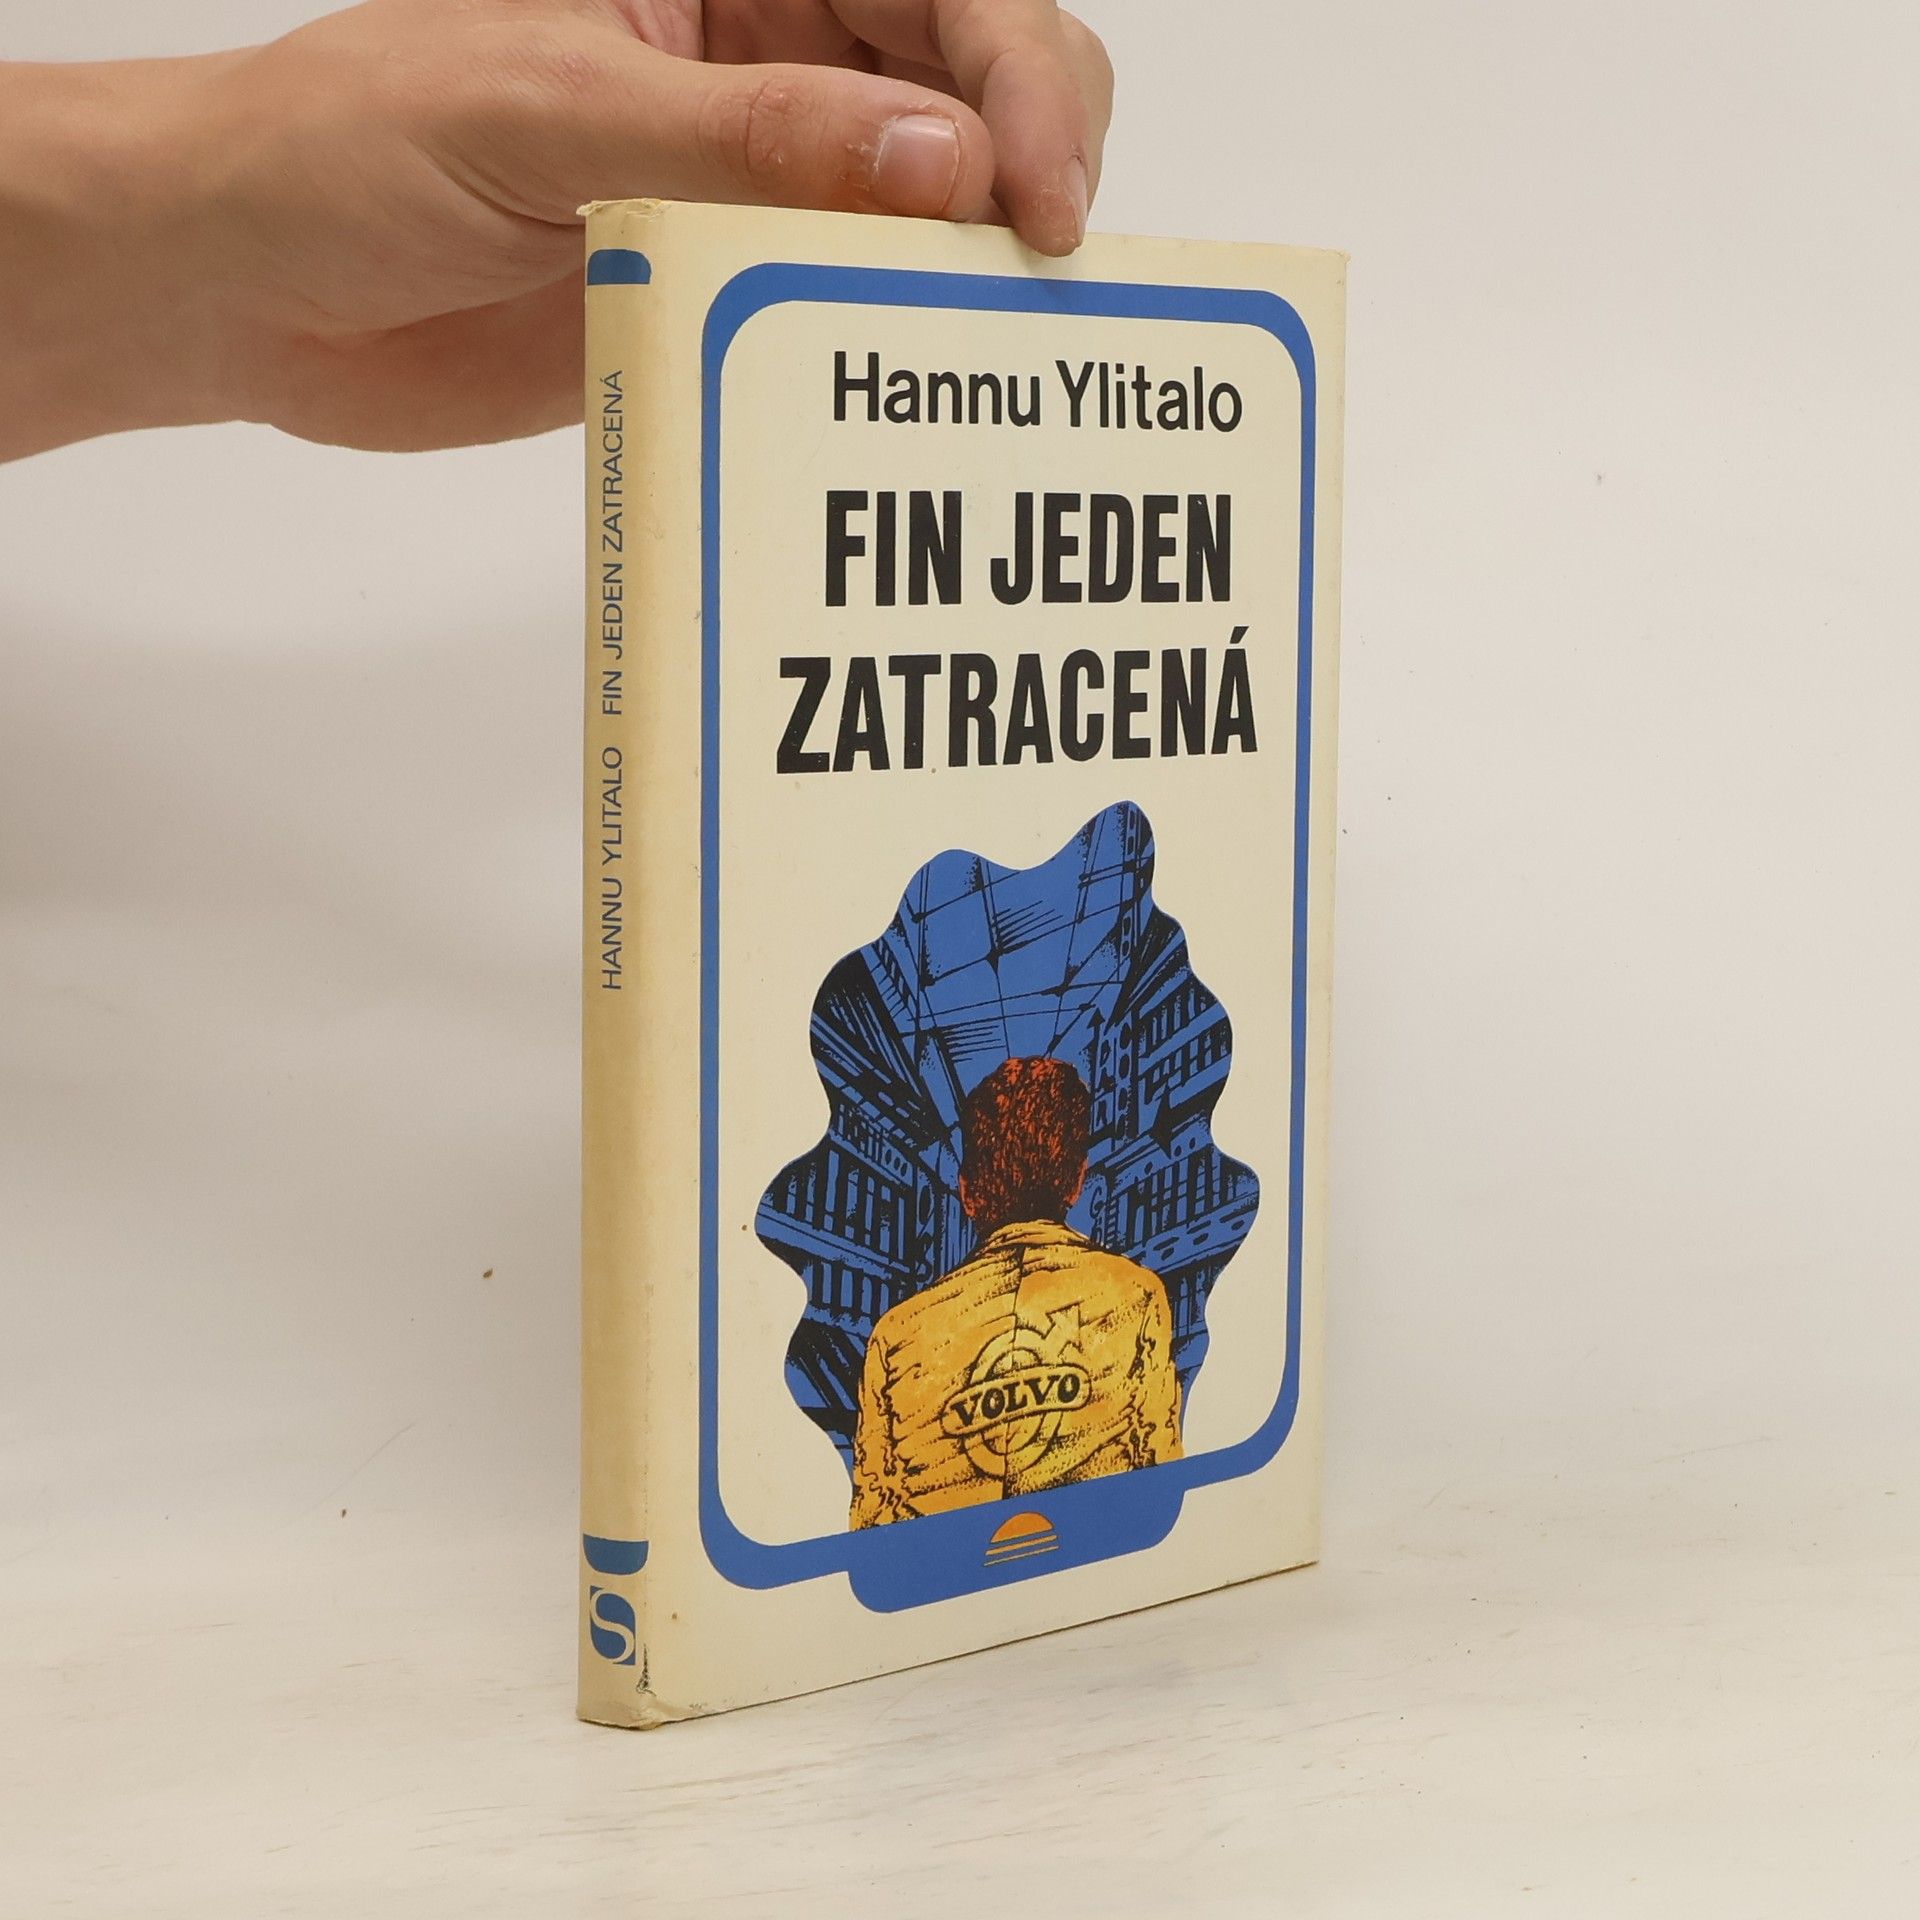 Hannu Ylitalo
FIN JEDEN
ZATRACENÁ
VOLVO
HANNU YLITALO FIN JEDEN ZATRACENÁ
S